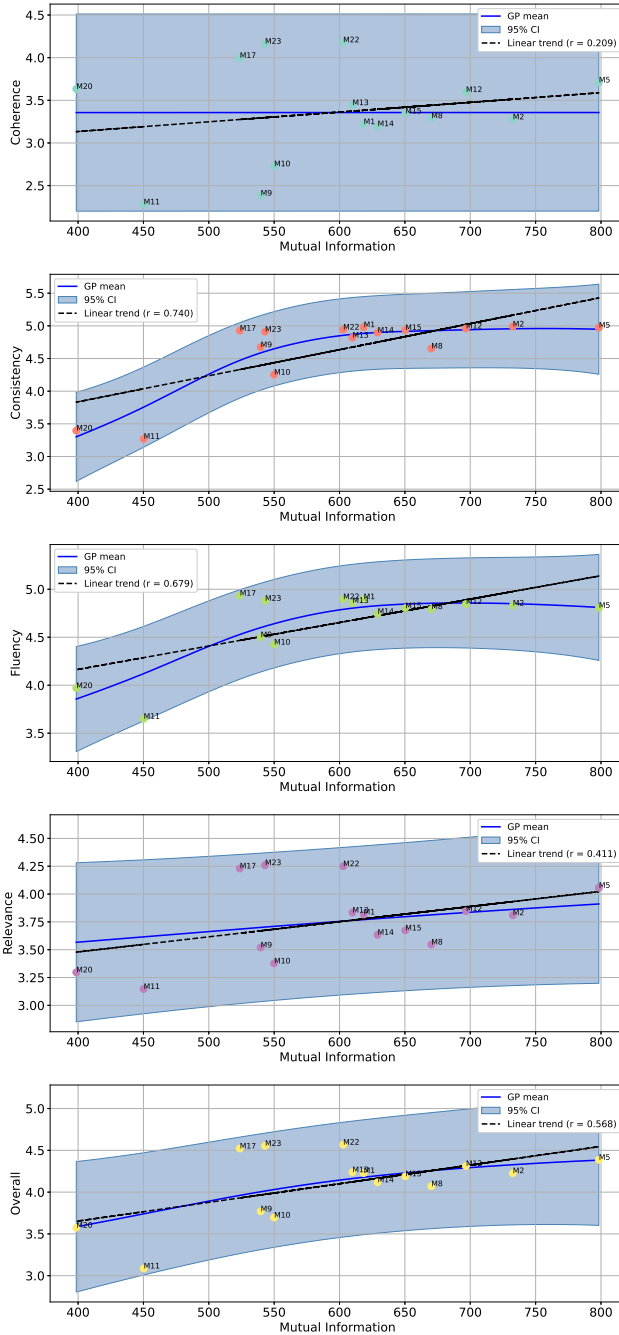 GP mean
95% CI
Linear trend (r = 0.209)
4.5
4.0
3.5
3.0
2.5
Coherence
M20
M11
M17
M23
M9
M10
M22
M13
M1
M14
M15
M8
M12
M2
M5
400 450 500 550 600 650 700 750 800
Mutual Information
GP mean
95% CI
Linear trend (r = 0.740)
5.5
5.0
4.5
4.0
3.5
3.0
2.5
Consistency
M20
M11
M17
M23
M9
M10
M22
M13
M1
M14
M15
M8
M12
M2
M5
400 450 500 550 600 650 700 750 800
Mutual Information
GP mean
95% CI
Linear trend (r = 0.679)
5.0
4.5
4.0
3.5
Fluency
M20
M11
M17
M23
M9
M10
M22
M13
M1
M14
M15
M8
M12
M2
M5
400 450 500 550 600 650 700 750 800
Mutual Information
GP mean
95% CI
Linear trend (r = 0.411)
4.50
4.25
4.00
3.75
3.50
3.25
3.00
Relevance
M20
M11
M17
M23
M9
M10
M22
M13
M1
M14
M15
M8
M12
M2
M5
400 450 500 550 600 650 700 750 800
Mutual Information
GP mean
95% CI
Linear trend (r = 0.568)
5.0
4.5
4.0
3.5
3.0
Overall
M20
M11
M17
M23
M9
M10
M22
M13
M1
M14
M15
M8
M12
M2
M5
400 450 500 550 600 650 700 750 800
Mutual Information